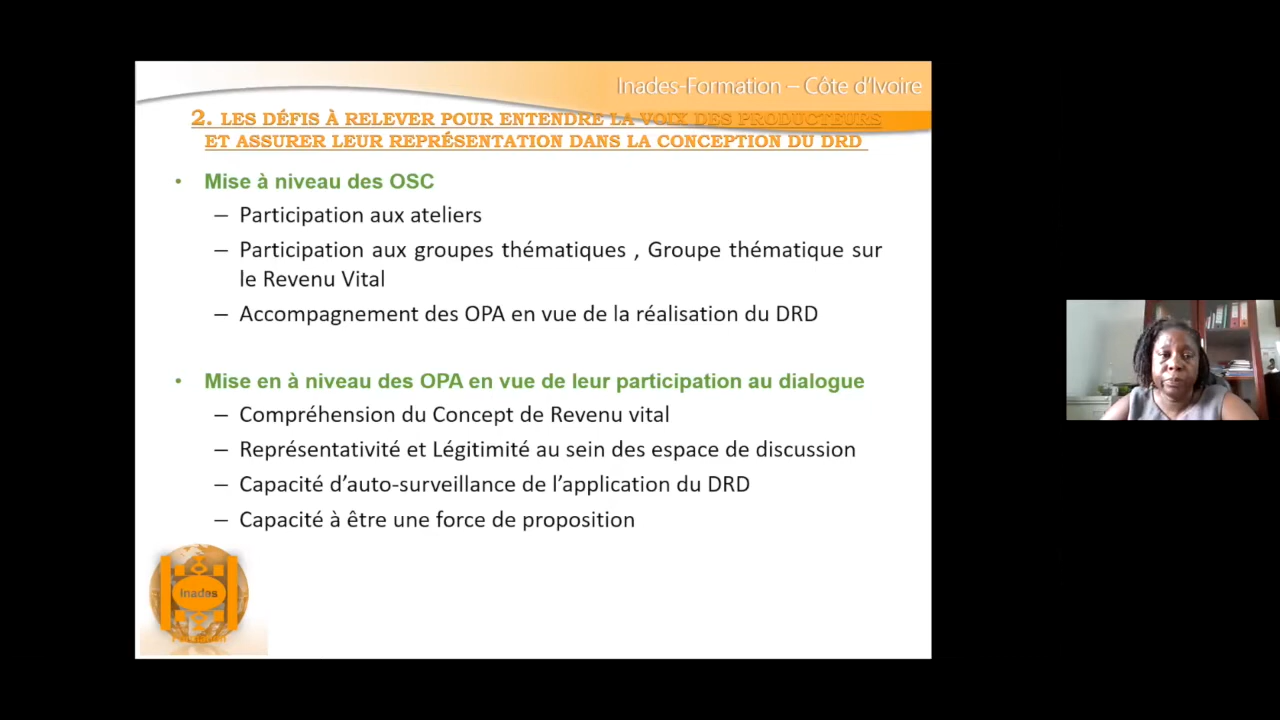 Inades-Formation – Côte d'Ivoire
2. LES DÉFIS À RELEVER POUR ENTENDRE LA VOIX DES PRODUCTEURS
ET ASSURER LEUR REPRÉSENTATION DANS LA CONCEPTION DU DRD
• Mise à niveau des OSC
– Participation aux ateliers
– Participation aux groupes thématiques , Groupe thématique sur
le Revenu Vital
– Accompagnement des OPA en vue de la réalisation du DRD
• Mise en à niveau des OPA en vue de leur participation au dialogue
– Compréhension du Concept de Revenu vital
– Représentativité et Légitimité au sein des espace de discussion
– Capacité d'auto-surveillance de l'application du DRD
– Capacité à être une force de proposition
Inades